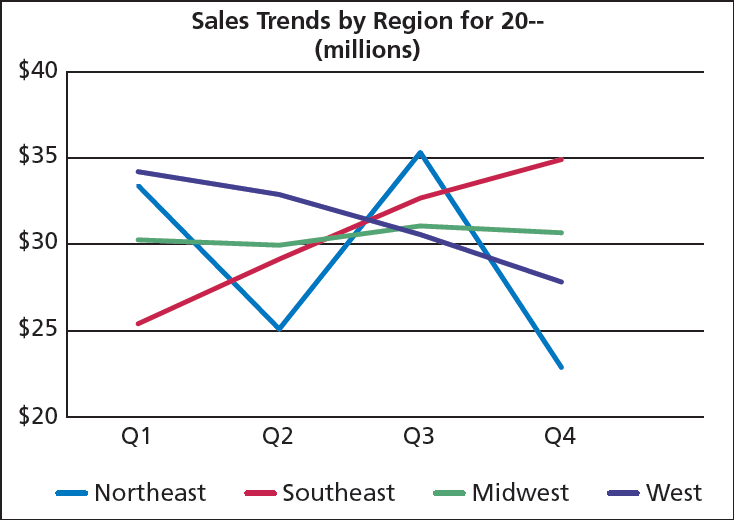 Sales Trends by Region for 20--
(millions)
$40
$35
$30
$25
$20
Q1 Q2 Q3 Q4
Northeast Southeast Midwest West